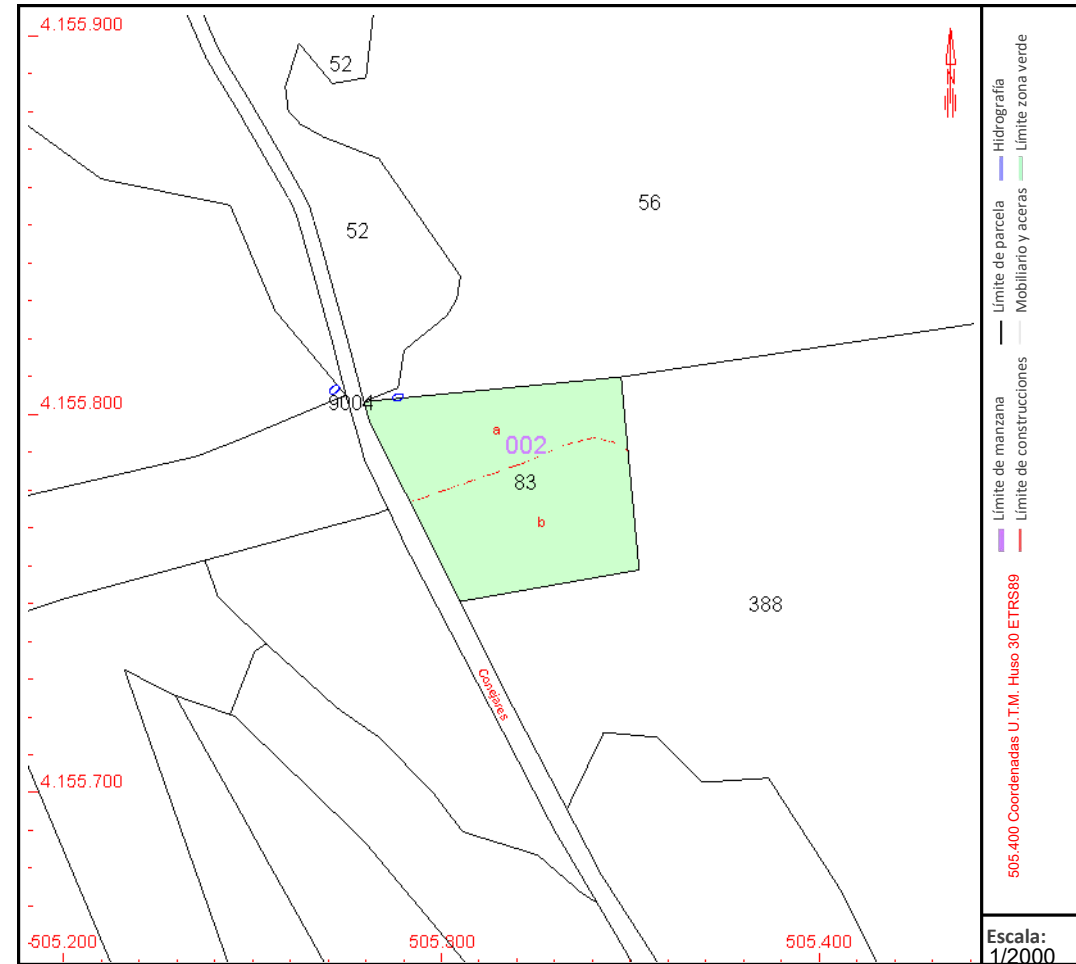 4.155.900
52
N
56
52
4.155.800
9004
a
002
83
b
388
Conejares
4.155.700
505.200
505.300
505.400
Límite de manzana
Límite de parcela
Hidrografía
Límite de construcciones
Mobiliario y aceras
Límite zona verde
505.400 Coordenadas U.T.M. Huso 30 ETRS89
Escala:
1/2000